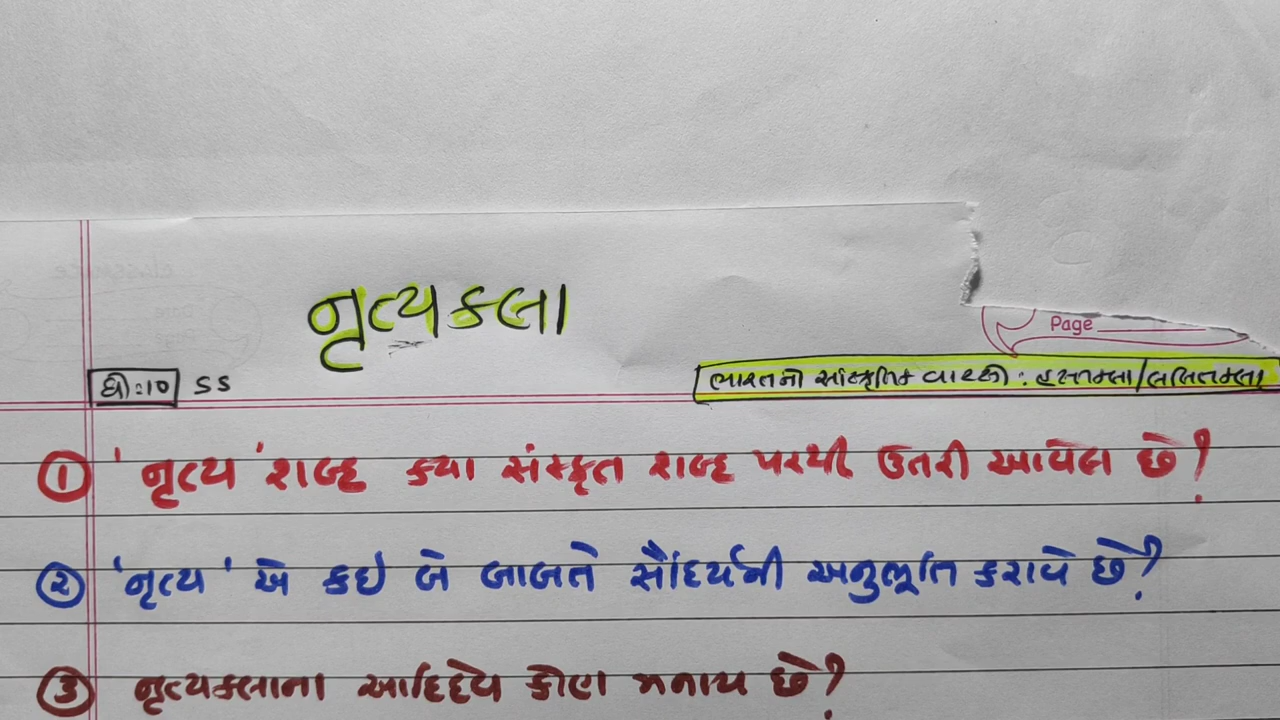 નૃત્યકલા
Page
ધો:10 SS
ભારતનો સાંસ્કૃતિક વારસો: હસ્તકલા/લલિતકલા
① 'નૃત્ય' શબ્દ ક્યા સંસ્કૃત શબ્દ પરથી ઉતરી આવેલ છે?
② 'નૃત્ય' એ કઇ બે બાબતે સૌંદર્યની અનુભૂતિ કરાવે છે?
③ નૃત્યકલાના આદિદેવ કોણ મનાય છે?